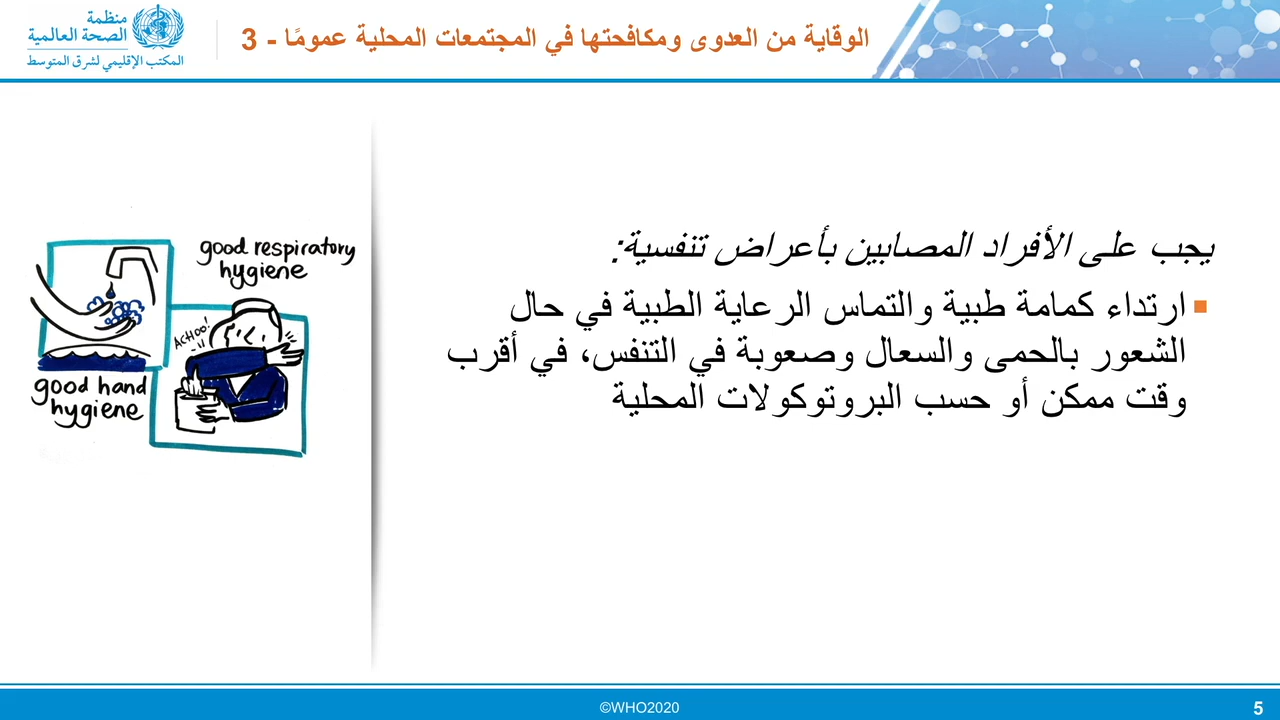 منظمة
الصحة العالمية
المكتب الإقليمي لشرق المتوسط
الوقاية من العدوى ومكافحتها في المجتمعات المحلية عمومًا - 3
يجب على الأفراد المصابين بأعراض تنفسية:
ارتداء كمامة طبية والتماس الرعاية الطبية في حال
الشعور بالحمى والسعال وصعوبة في التنفس، في أقرب
وقت ممكن أو حسب البروتوكولات المحلية
good respiratory
hygiene
ACHOO!
good hand
hygiene
©WHO2020
5